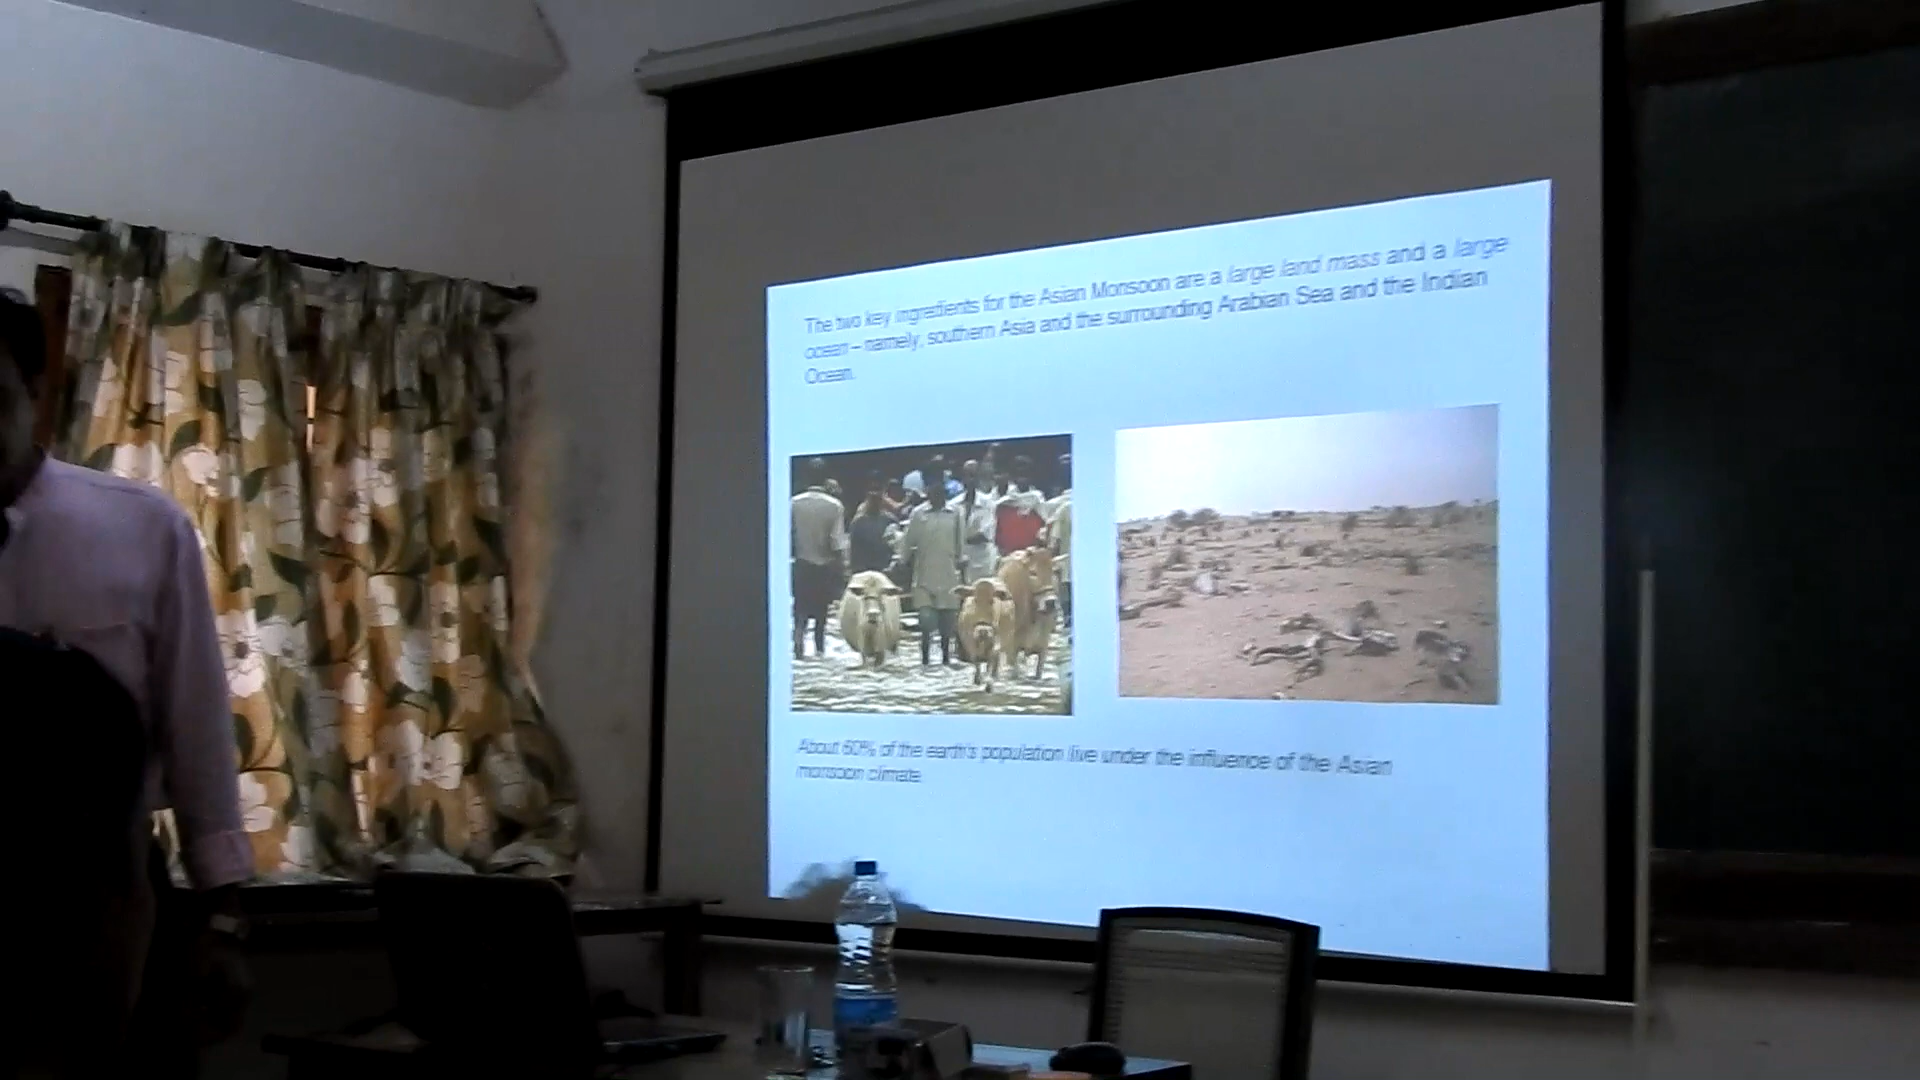 The two key ingredients for the Asian Monsoon are a large land mass and a large
ocean – namely, southern Asia and the surrounding Arabian Sea and the Indian
Ocean.
About 60% of the earth's population live under the influence of the Asian
monsoon climate.